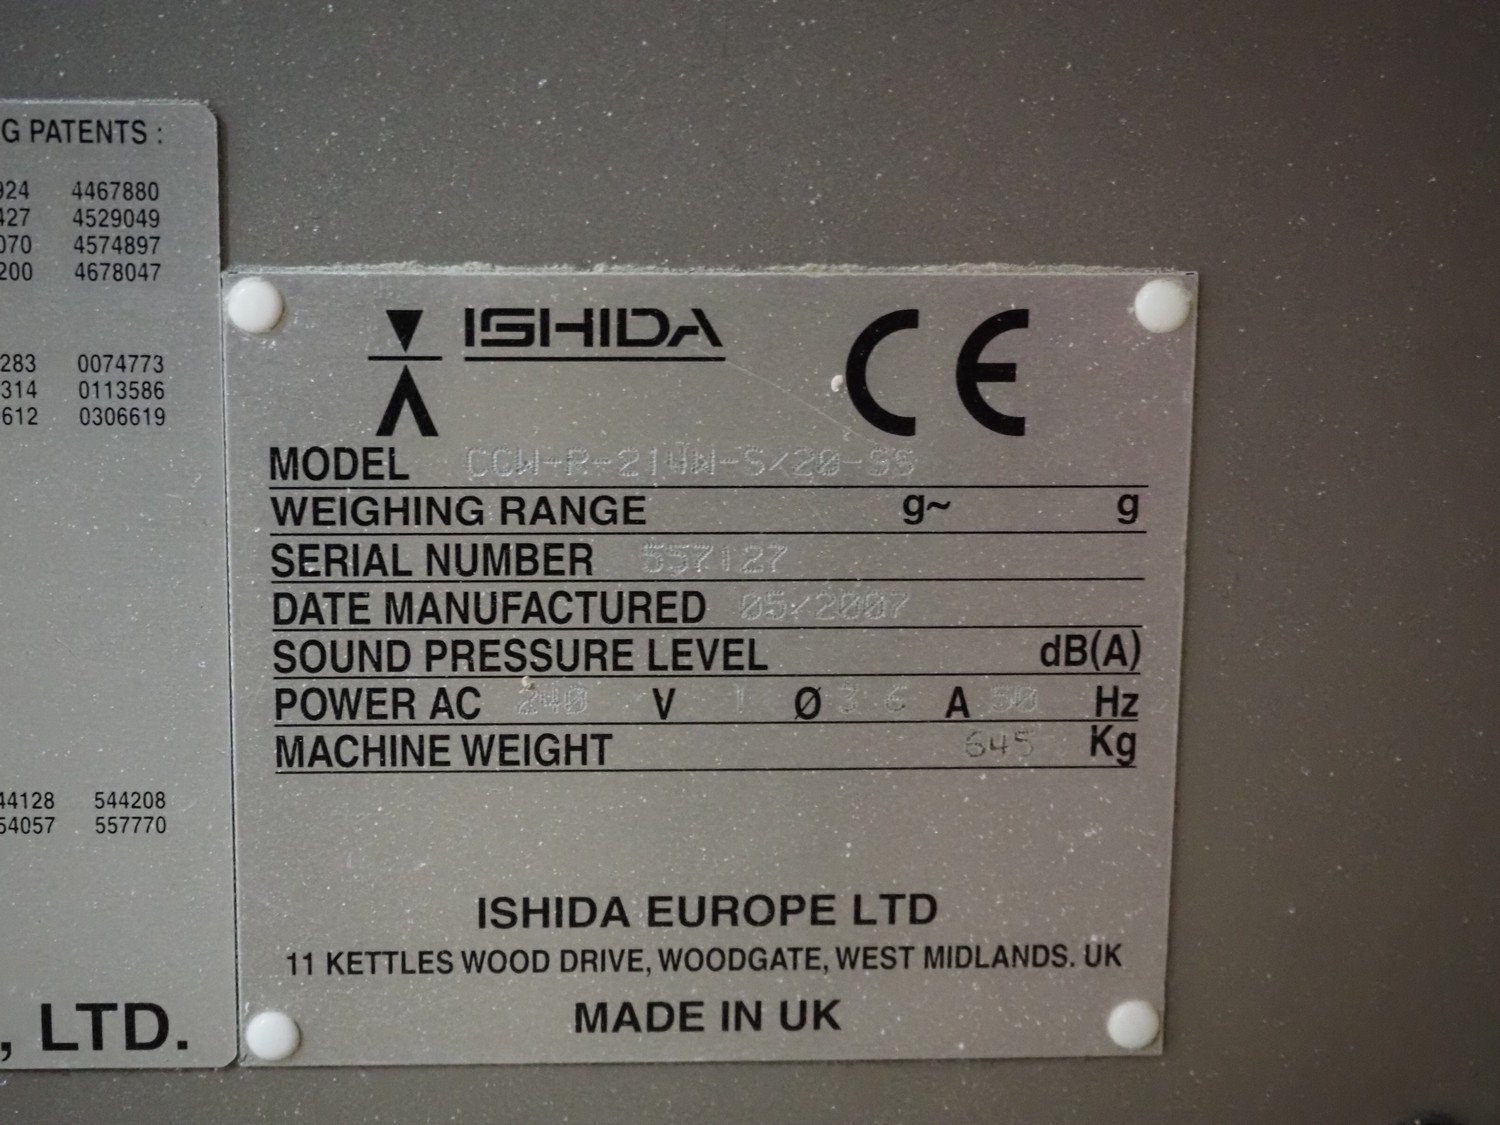 G PATENTS :
924 4467880
427 4529049
070 4574897
200 4678047
283 0074773
314 0113586
612 0306619
44128 544208
54057 557770
, LTD.
ISHIDA CE
MODEL CCW-R-214W-S/20-SS
WEIGHING RANGE g~ g
SERIAL NUMBER 557127
DATE MANUFACTURED 05/2007
SOUND PRESSURE LEVEL dB(A)
POWER AC 240 V 1 Ø 3 6 A 50 Hz
MACHINE WEIGHT 645 Kg
ISHIDA EUROPE LTD
11 KETTLES WOOD DRIVE, WOODGATE, WEST MIDLANDS. UK
MADE IN UK